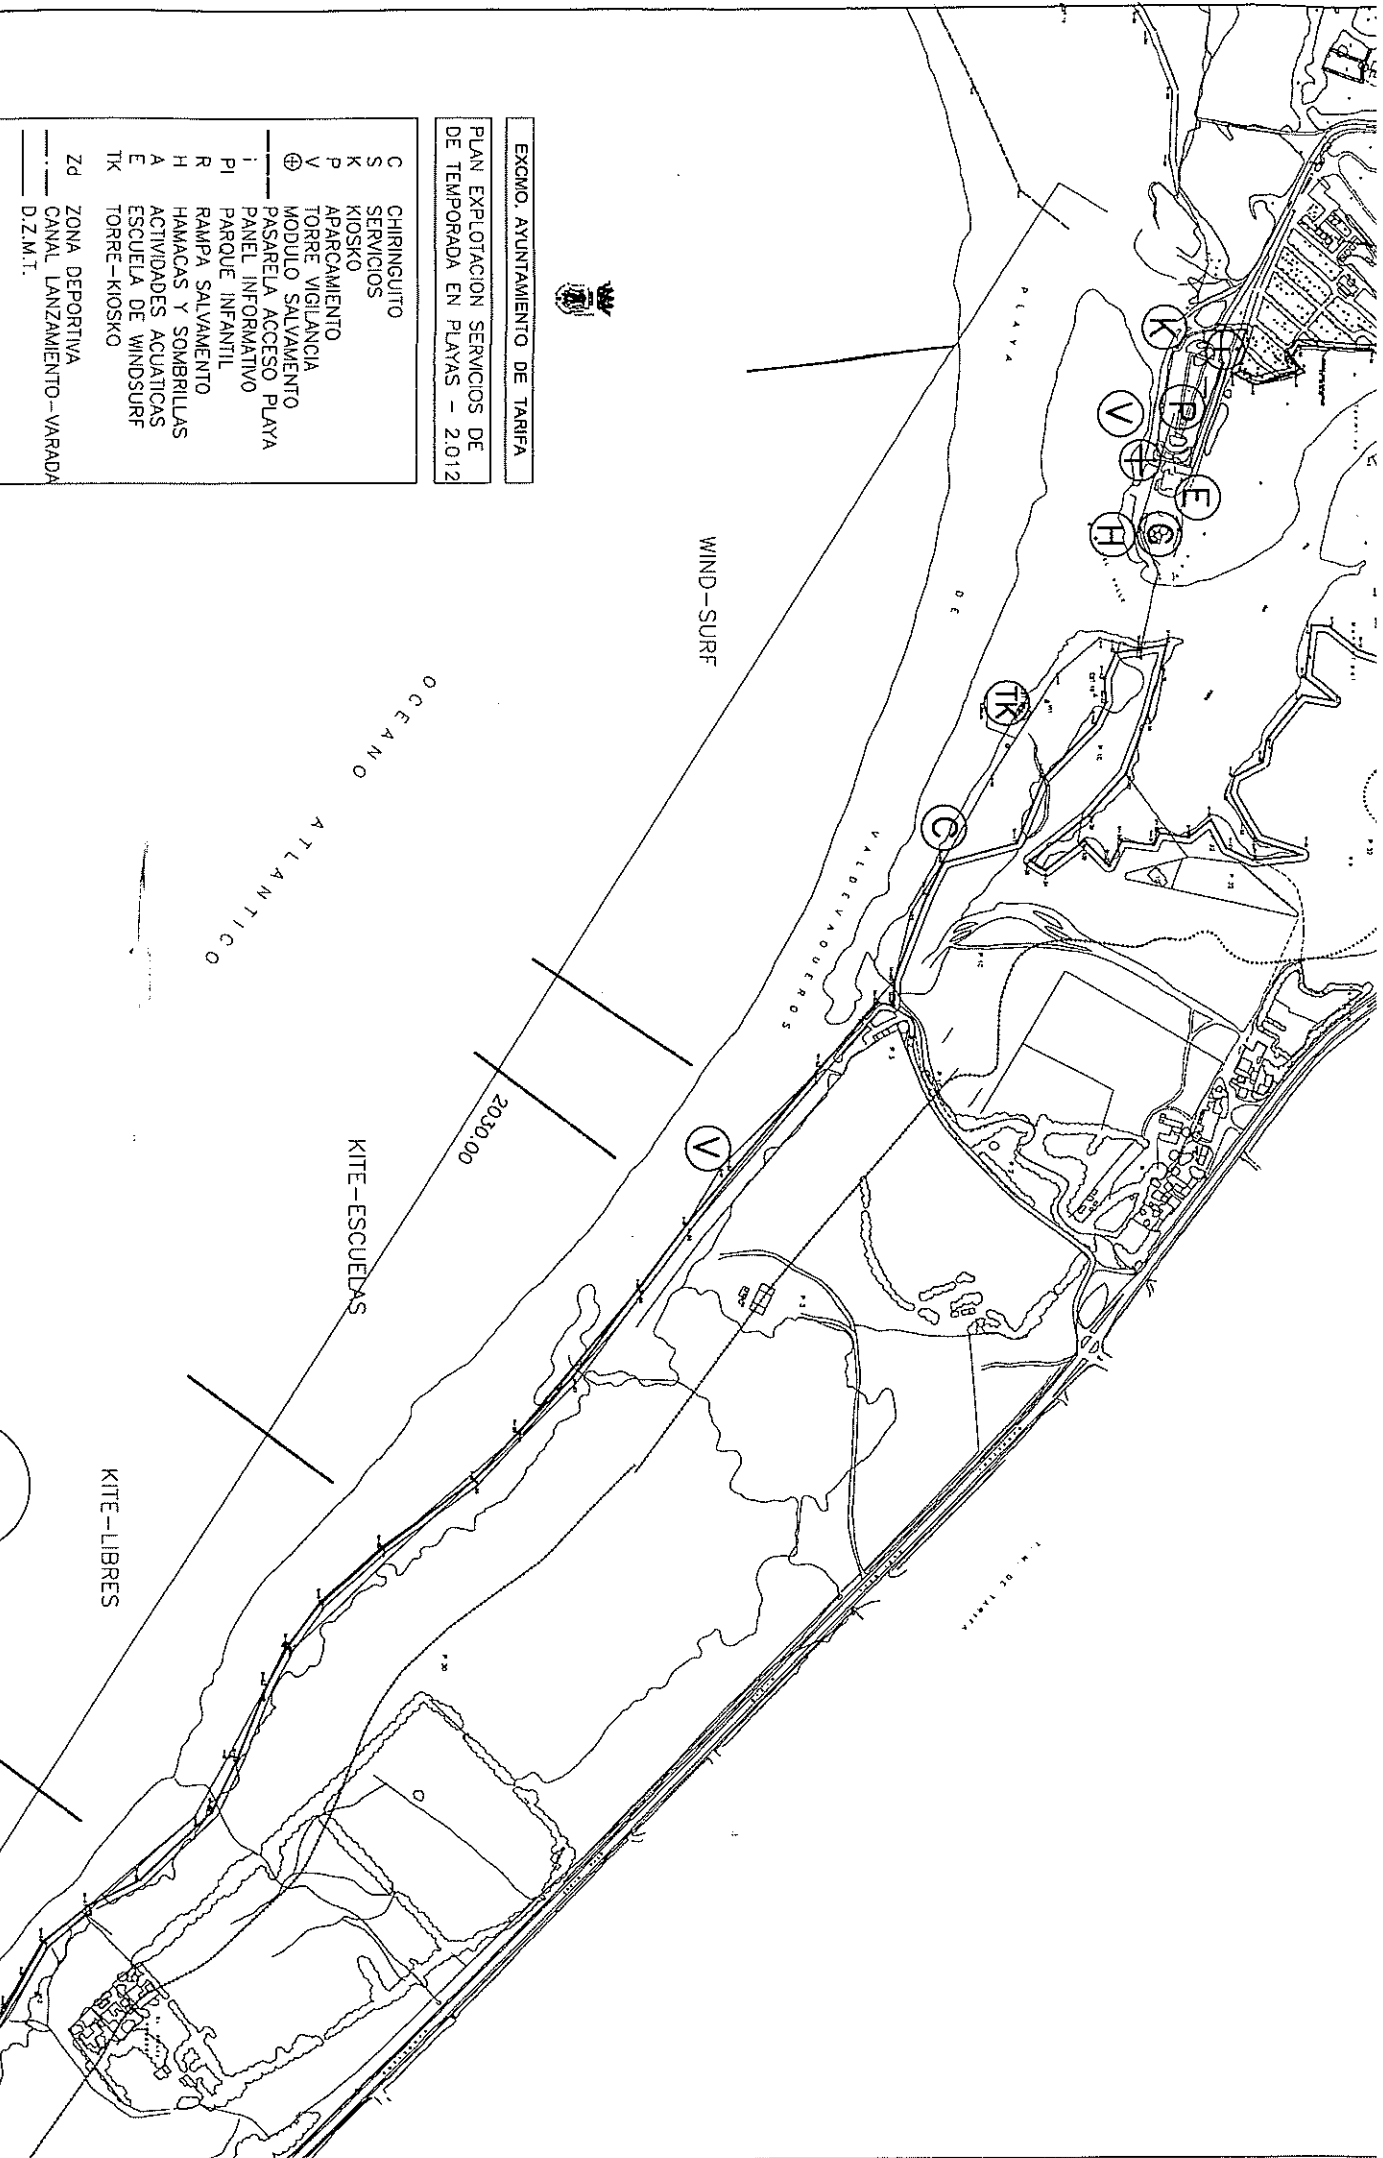 EXCMO. AYUNTAMIENTO DE TARIFA
PLAN EXPLOTACION SERVICIOS DE
DE TEMPORADA EN PLAYAS - 2.012
C CHIRINGUITO
S SERVICIOS
K KIOSKO
P APARCAMIENTO
V TORRE VIGILANCIA
⊕ MODULO SALVAMENTO
PASARELA ACCESO PLAYA
i PANEL INFORMATIVO
PI PARQUE INFANTIL
R RAMPA SALVAMENTO
H HAMACAS Y SOMBRILLAS
A ACTIVIDADES ACUATICAS
E ESCUELA DE WINDSURF
TK TORRE-KIOSKO
Zd ZONA DEPORTIVA
CANAL LANZAMIENTO-VARADA
D.Z.M.T.
K
P
V
E
H
TK
C
V
PLAYA
DE
VALDEVAQUEROS
WIND-SURF
OCEANO ATLANTICO
2030.00
KITE-ESCUELAS
KITE-LIBRES
T.M. DE TARIFA